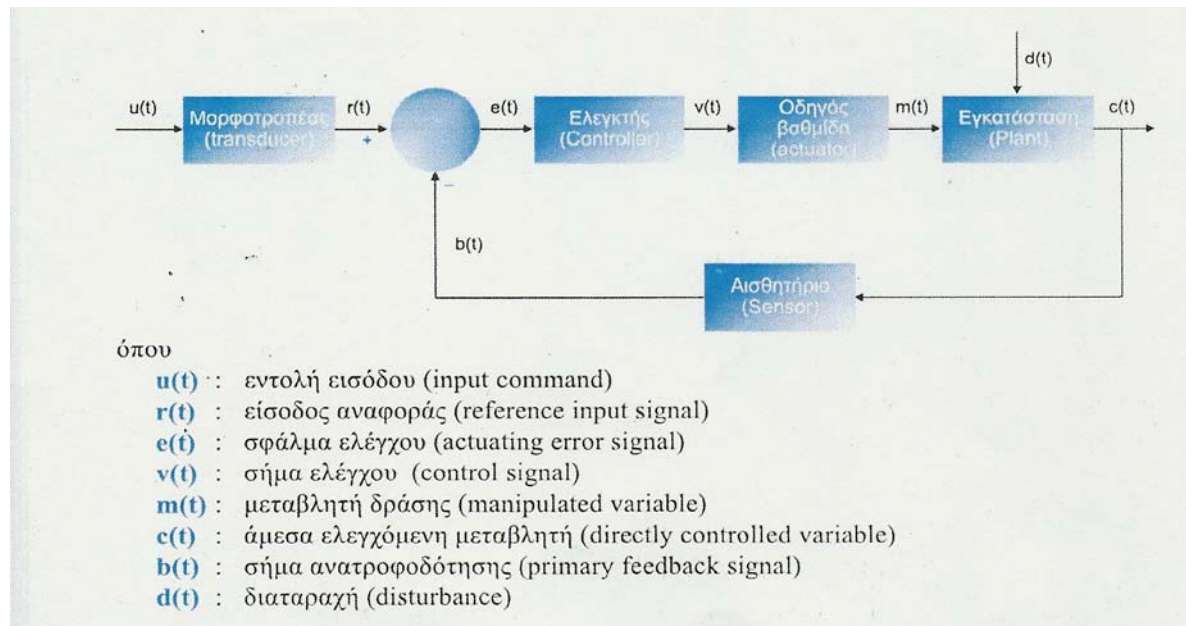 d(t)
u(t)
Μορφοτροπέας
(transducer)
r(t)
+
e(t)
Ελεγκτής
(Controller)
v(t)
Οδηγός
βαθμίδα
(actuator)
m(t)
Εγκατάσταση
(Plant)
c(t)
−
b(t)
Αισθητήριο
(Sensor)
όπου
u(t) : εντολή εισόδου (input command)
r(t) : είσοδος αναφοράς (reference input signal)
e(t) : σφάλμα ελέγχου (actuating error signal)
v(t) : σήμα ελέγχου (control signal)
m(t) : μεταβλητή δράσης (manipulated variable)
c(t) : άμεσα ελεγχόμενη μεταβλητή (directly controlled variable)
b(t) : σήμα ανατροφοδότησης (primary feedback signal)
d(t) : διαταραχή (disturbance)